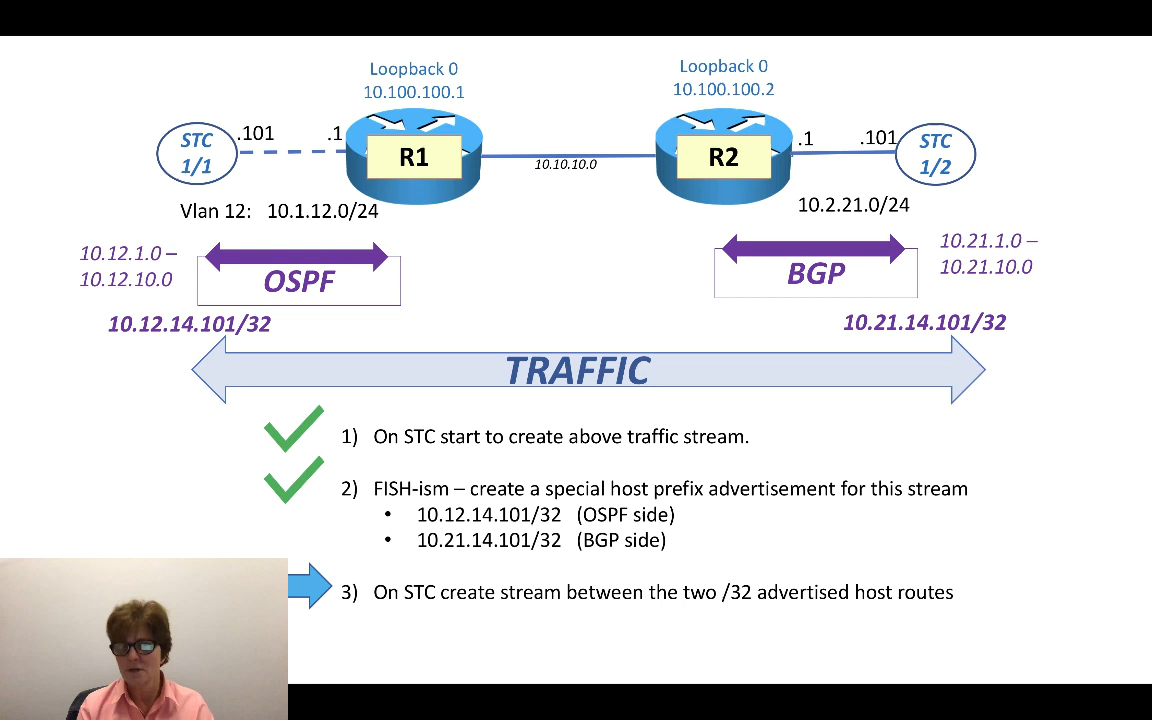 Loopback 0
10.100.100.1
Loopback 0
10.100.100.2
STC
1/1
.101
.1
R1
10.10.10.0
R2
.1
.101
STC
1/2
Vlan 12: 10.1.12.0/24
10.2.21.0/24
10.12.1.0 –
10.12.10.0
OSPF
BGP
10.21.1.0 –
10.21.10.0
10.12.14.101/32
10.21.14.101/32
TRAFFIC
1) On STC start to create above traffic stream.
2) FISH-ism – create a special host prefix advertisement for this stream
• 10.12.14.101/32 (OSPF side)
• 10.21.14.101/32 (BGP side)
3) On STC create stream between the two /32 advertised host routes